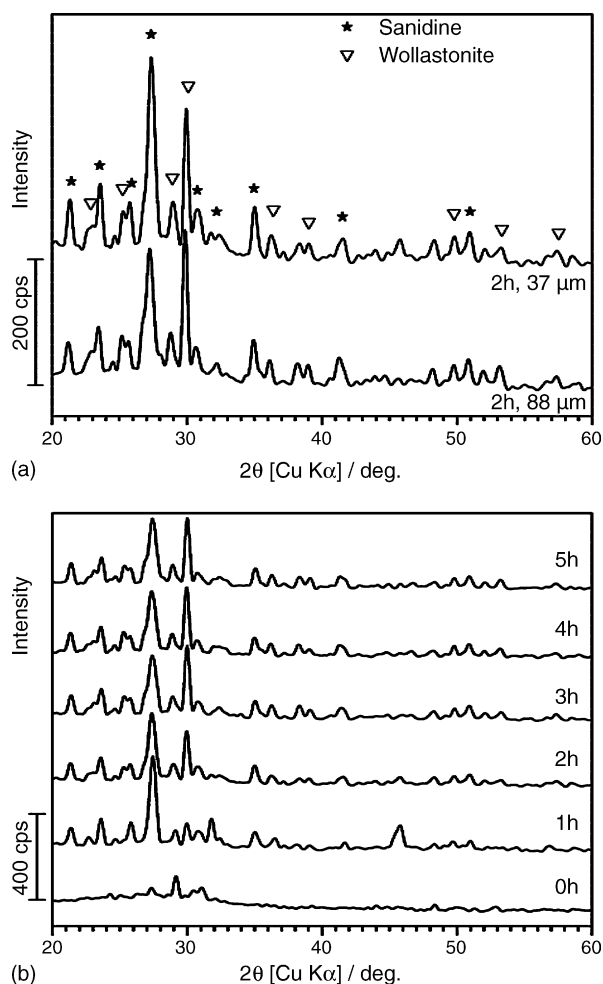 ★ Sanidine
▽ Wollastonite
Intensity
200 cps
2h, 37 µm
2h, 88 µm
20 30 40 50 60
(a) 2θ [Cu Kα] / deg.
Intensity
400 cps
5h
4h
3h
2h
1h
0h
20 30 40 50 60
(b) 2θ [Cu Kα] / deg.